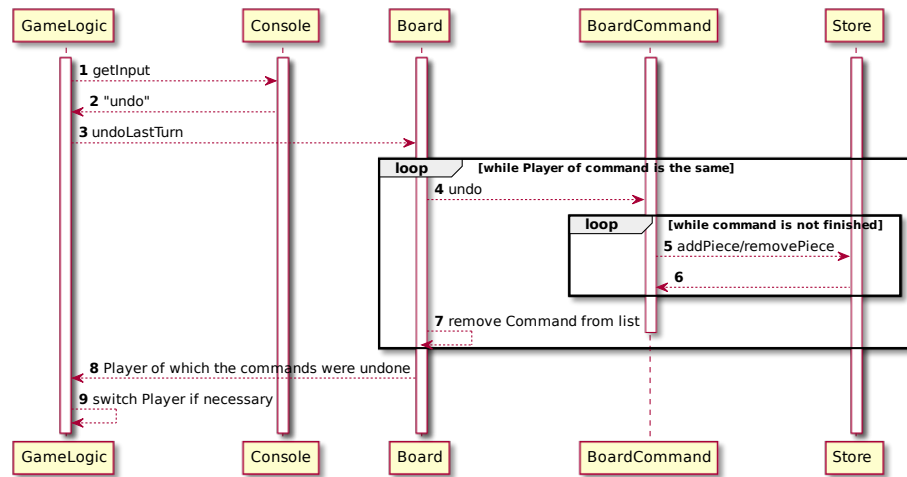 GameLogic Console Board BoardCommand Store
1 getInput
2 "undo"
3 undoLastTurn
loop [while Player of command is the same]
4 undo
loop [while command is not finished]
5 addPiece/removePiece
6
7 remove Command from list
8 Player of which the commands were undone
9 switch Player if necessary
GameLogic Console Board BoardCommand Store